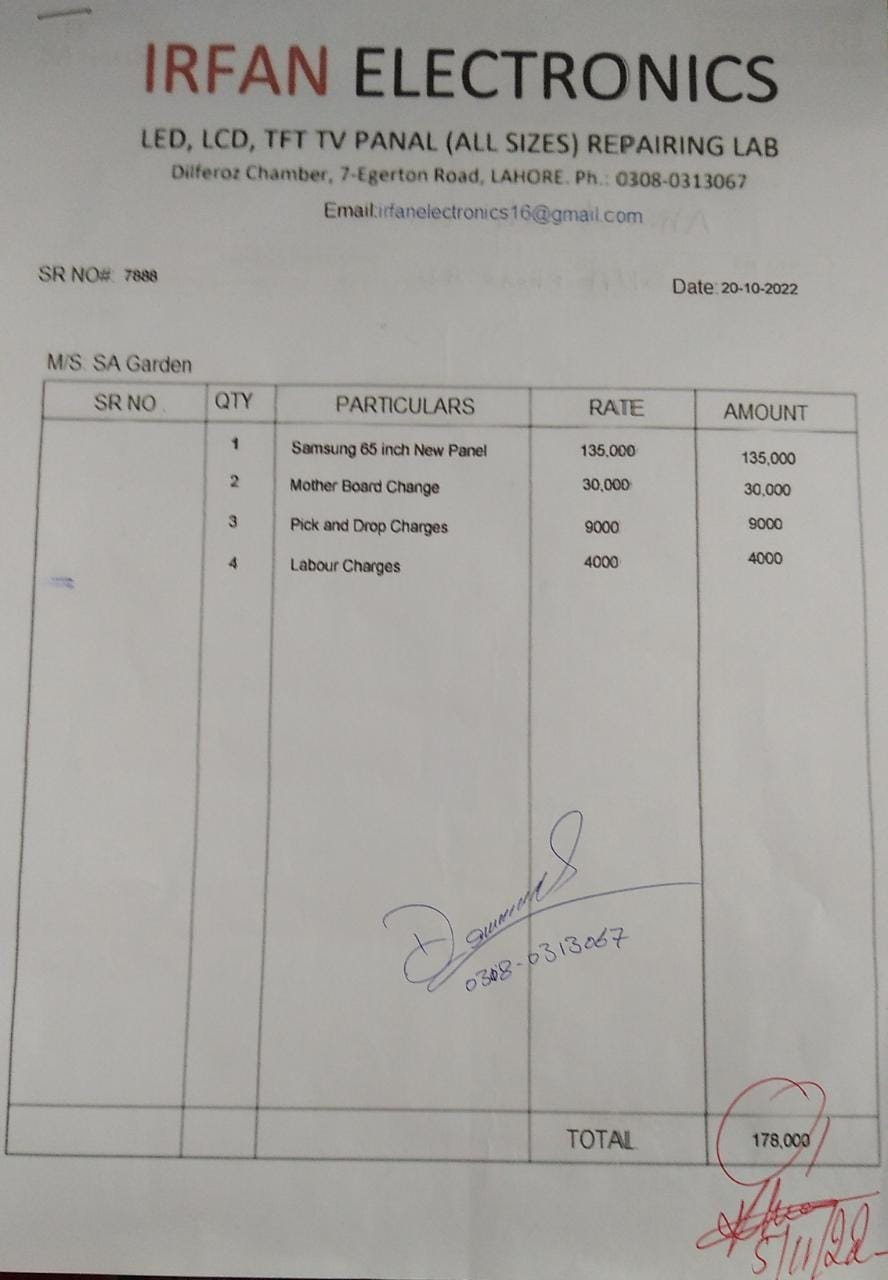 IRFAN ELECTRONICS
LED, LCD, TFT TV PANAL (ALL SIZES) REPAIRING LAB
Dilferoz Chamber, 7-Egerton Road, LAHORE. Ph.: 0308-0313067
Email:irfanelectronics16@gmail.com
SR NO#: 7888
Date: 20-10-2022
M/S: SA Garden
SR NO. QTY PARTICULARS RATE AMOUNT
1 Samsung 65 inch New Panel 135,000 135,000
2 Mother Board Change 30,000 30,000
3 Pick and Drop Charges 9000 9000
4 Labour Charges 4000 4000
0308-0313067
TOTAL 178,000
5/11/22